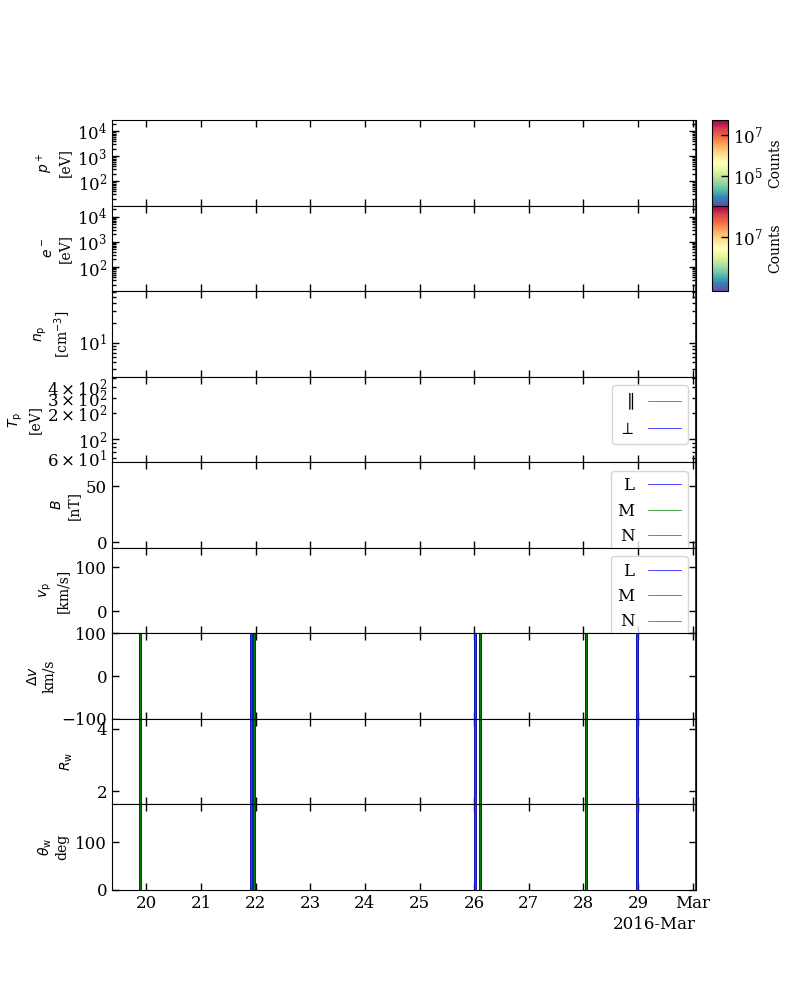 10⁴
10³
10²
p⁺
[eV]
10⁷
10⁵
Counts
10⁴
10³
10²
e⁻
[eV]
10⁷
Counts
10¹
nₚ
[cm⁻³]
4 × 10²
3 × 10²
2 × 10²
10²
6 × 10¹
Tₚ
[eV]
∥
⊥
50
0
B
[nT]
L
M
N
100
0
vₚ
[km/s]
L
M
N
100
0
−100
Δv
km/s
4
2
R_w
100
0
θ_w
deg
20 21 22 23 24 25 26 27 28 29 Mar
2016-Mar